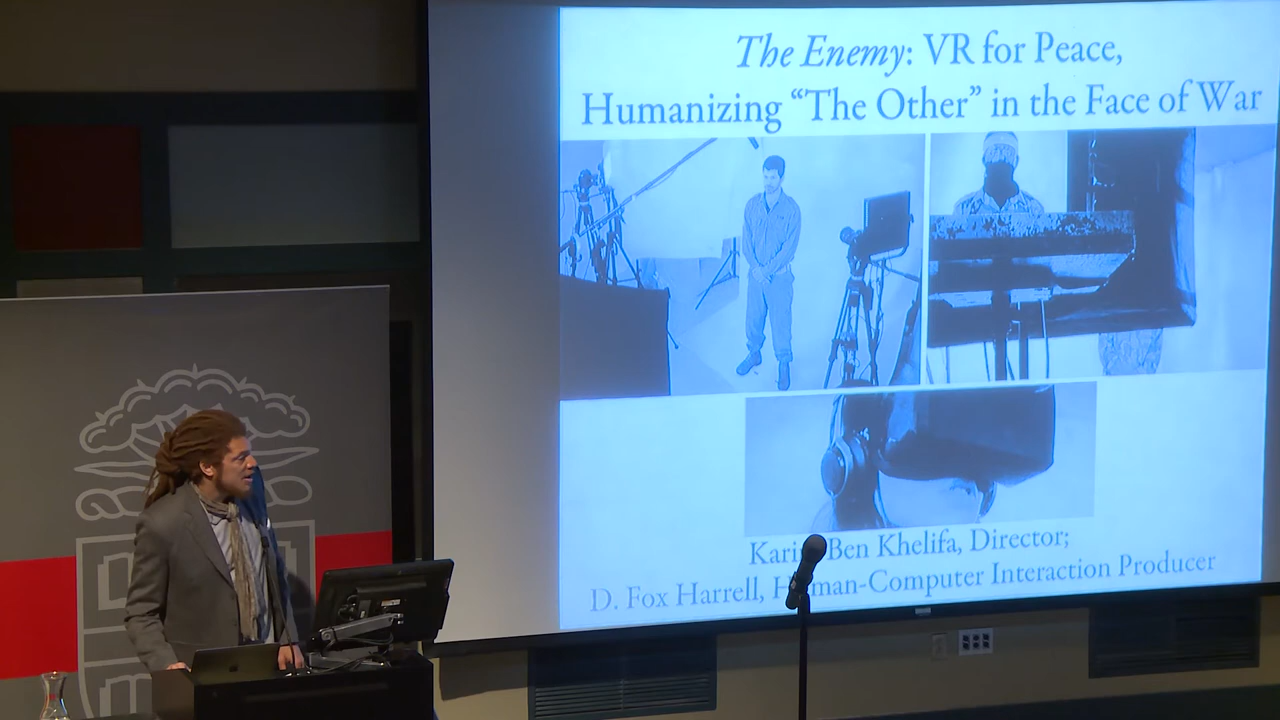 The Enemy: VR for Peace,
Humanizing “The Other” in the Face of War
Ben Khelifa, Director;
D. Fox Harrell, Human-Computer Interaction Producer